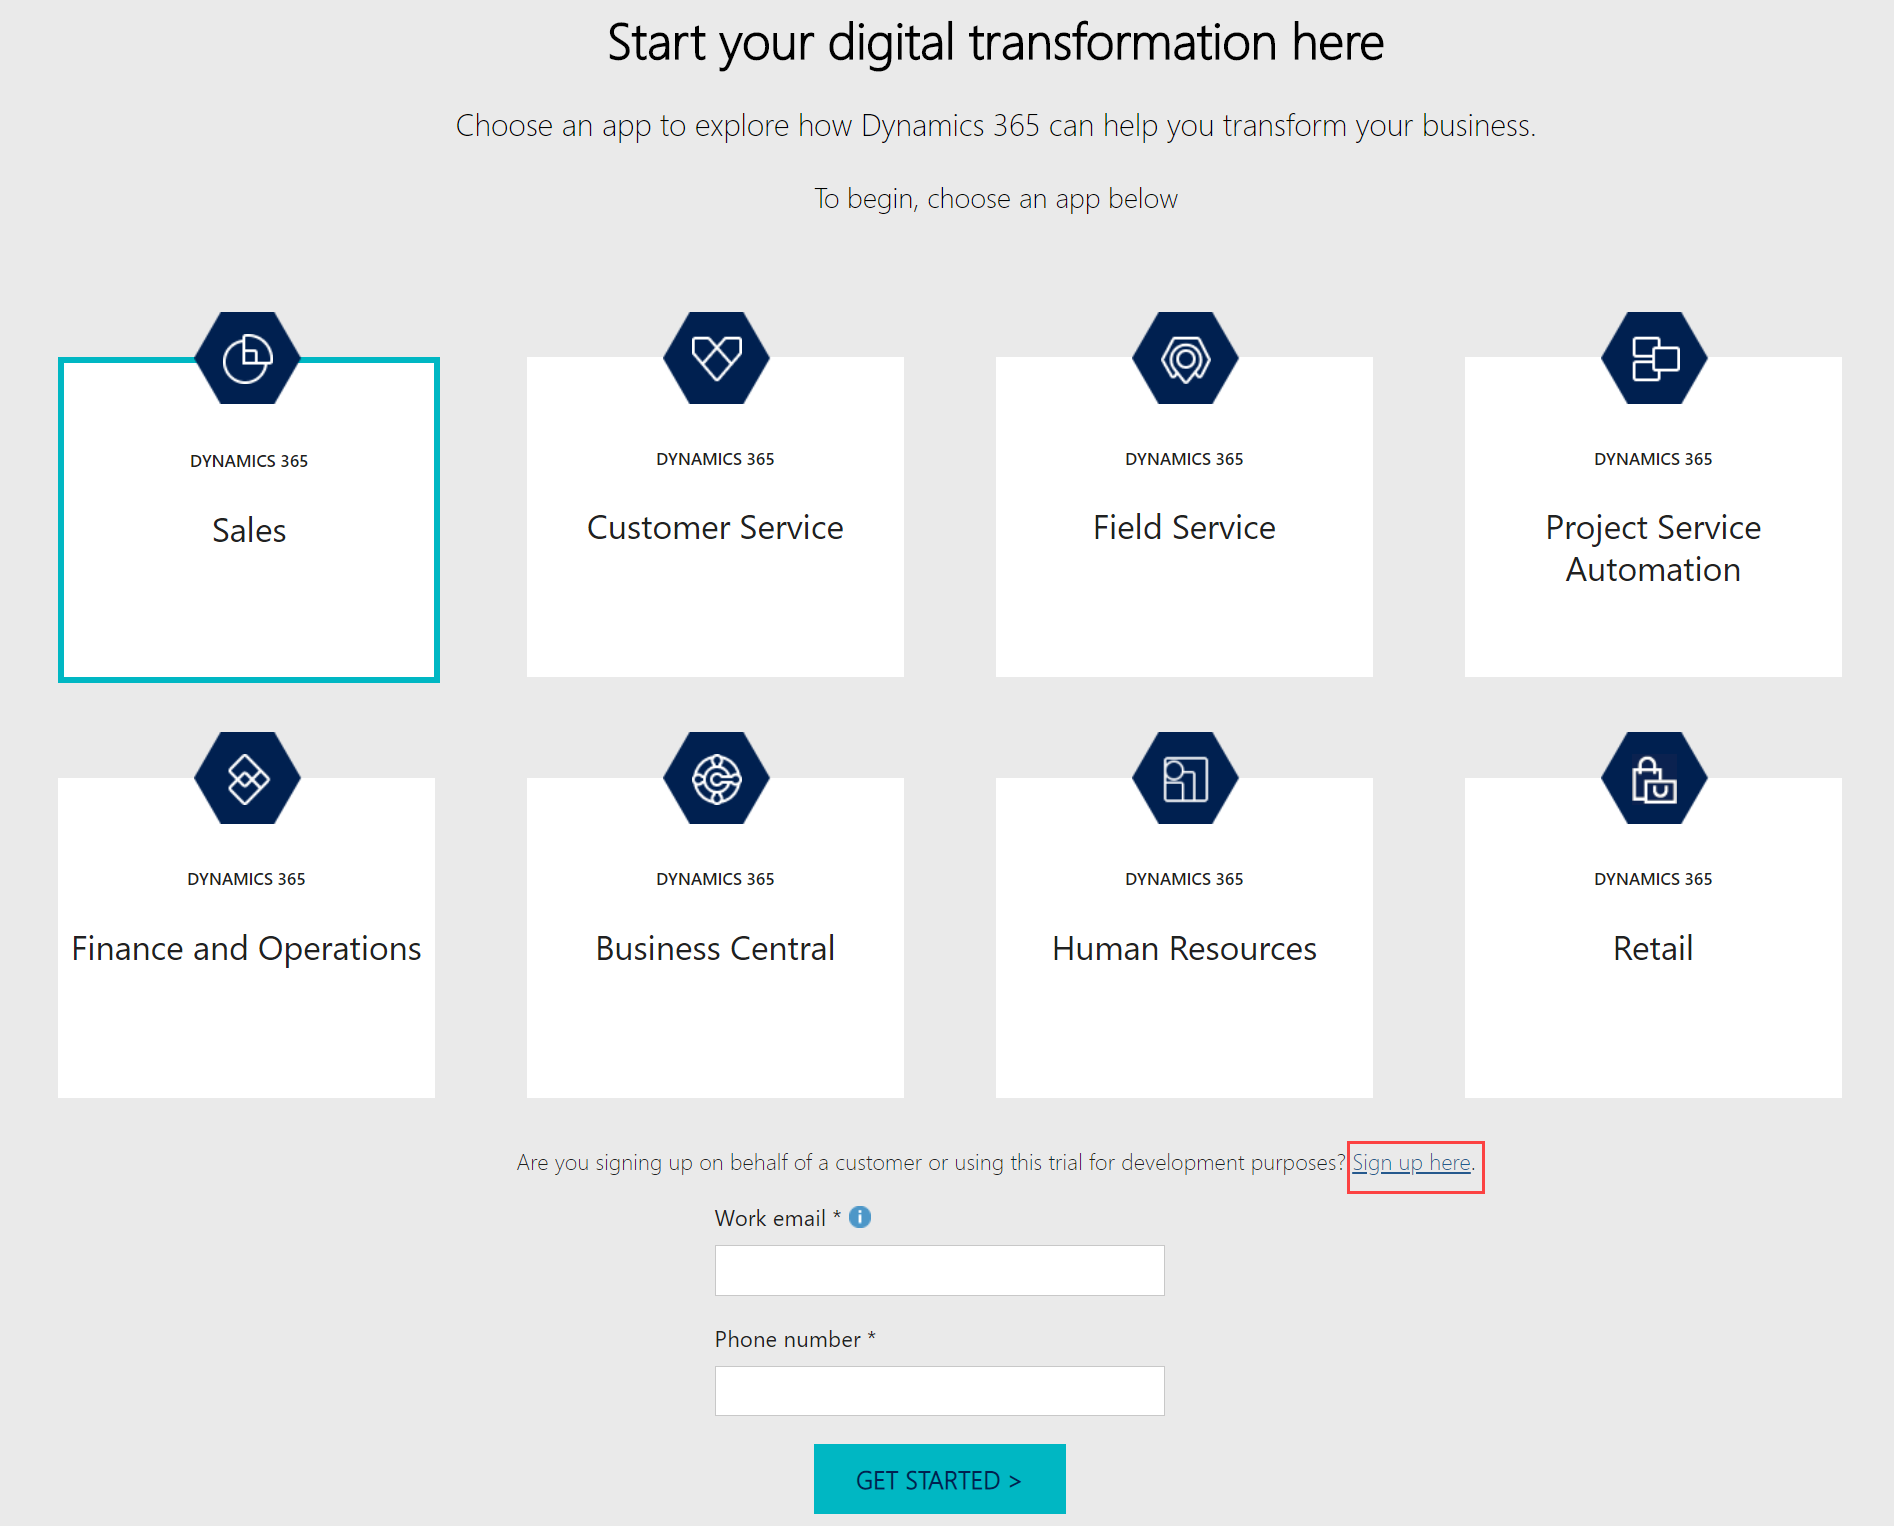 Start your digital transformation here
Choose an app to explore how Dynamics 365 can help you transform your business.
To begin, choose an app below
DYNAMICS 365
Sales
DYNAMICS 365
Customer Service
DYNAMICS 365
Field Service
DYNAMICS 365
Project Service
Automation
DYNAMICS 365
Finance and Operations
DYNAMICS 365
Business Central
DYNAMICS 365
Human Resources
DYNAMICS 365
Retail
Are you signing up on behalf of a customer or using this trial for development purposes? Sign up here.
Work email *
Phone number *
GET STARTED >